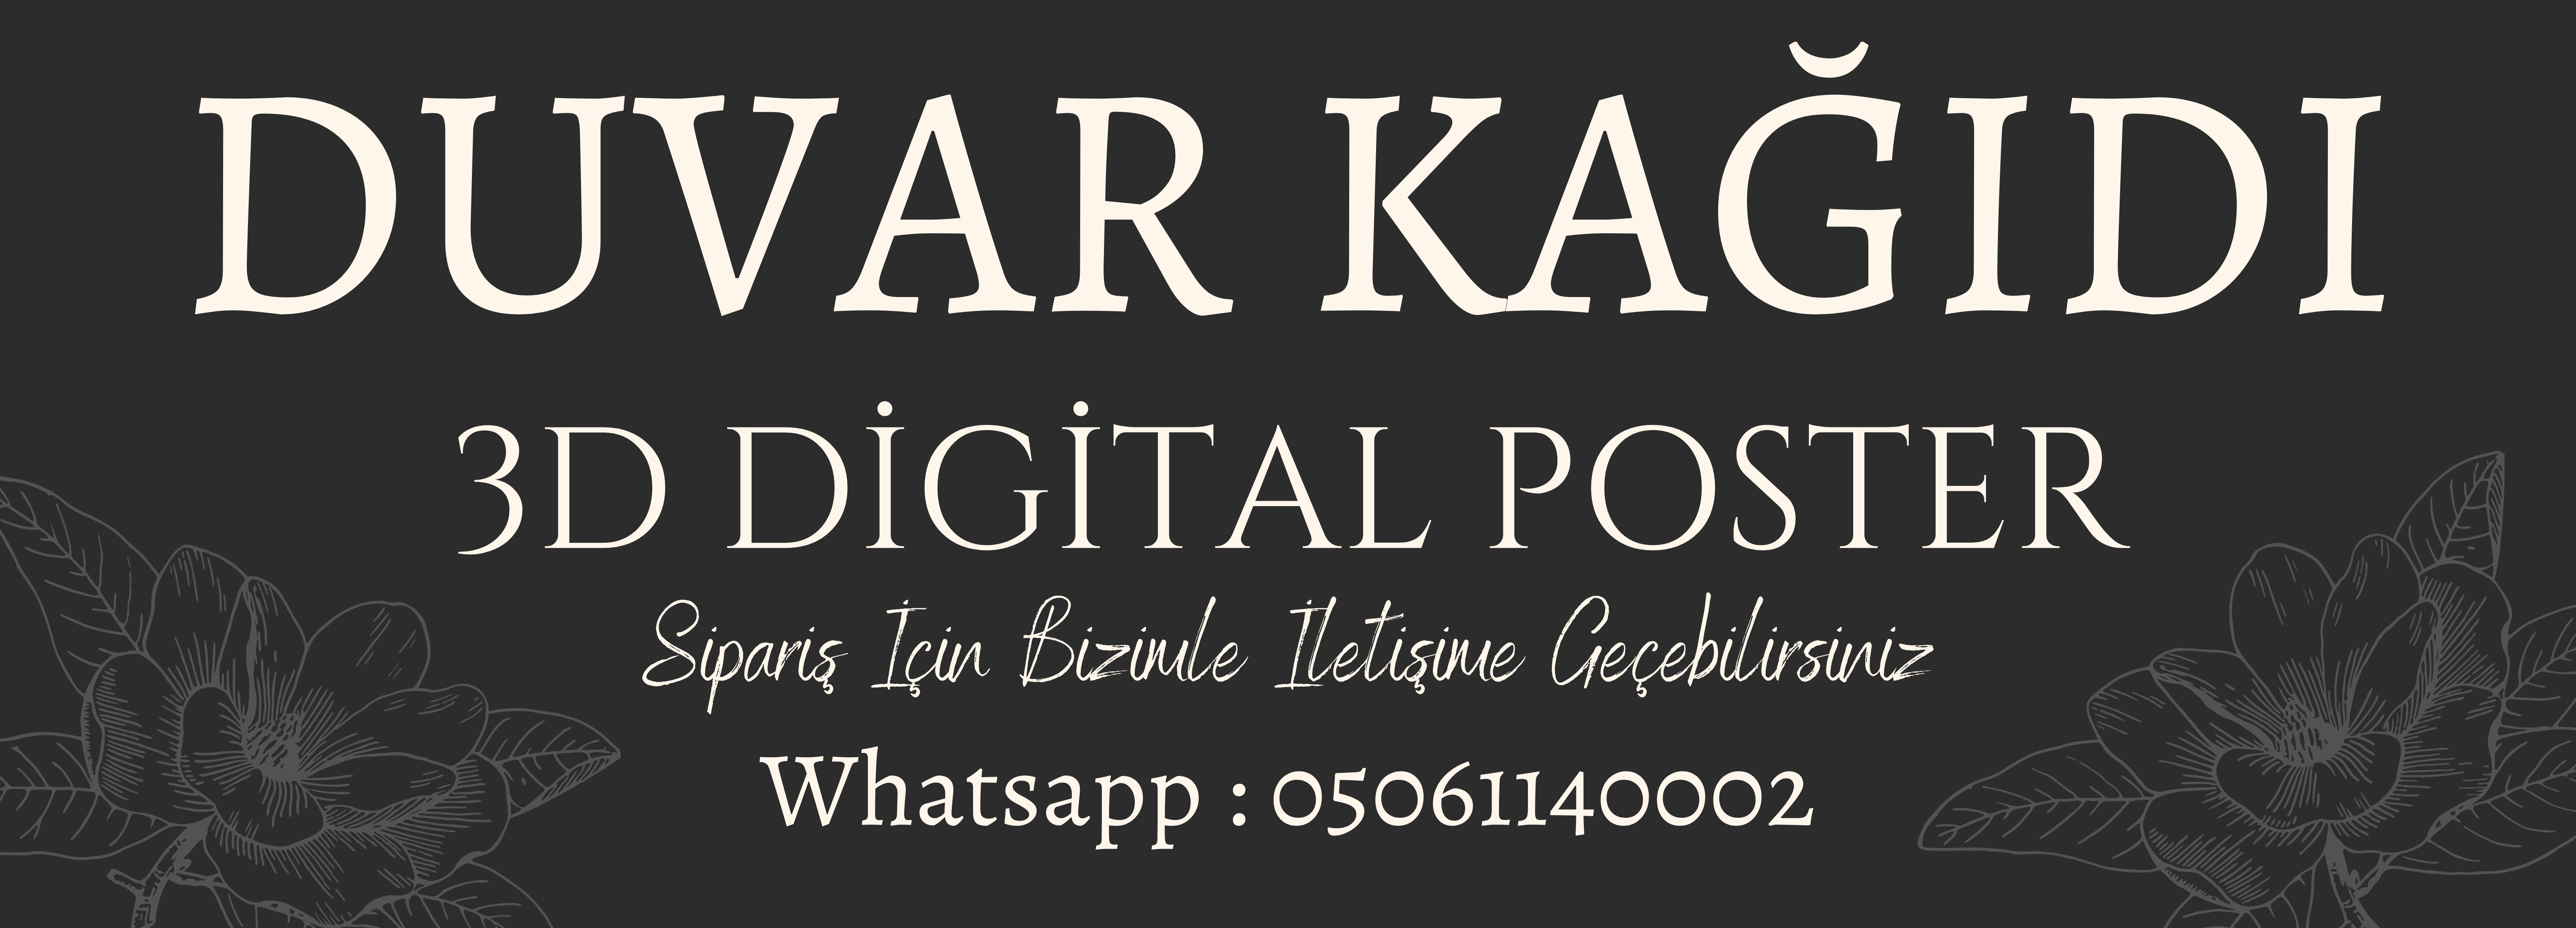 DUVAR KAĞIDI
3D DİGİTAL POSTER
Sipariş İçin Bizimle İletişime Geçebilirsiniz
Whatsapp : 05061140002